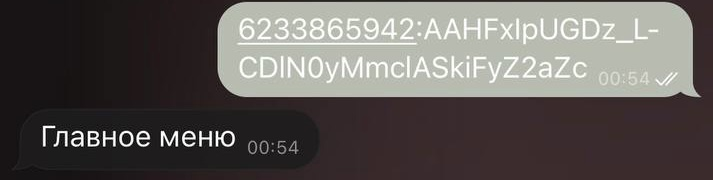 6233865942:AAHFxlpUGDz_L-
CDlN0yMmclASkiFyZ2aZc 00:54
Главное меню 00:54